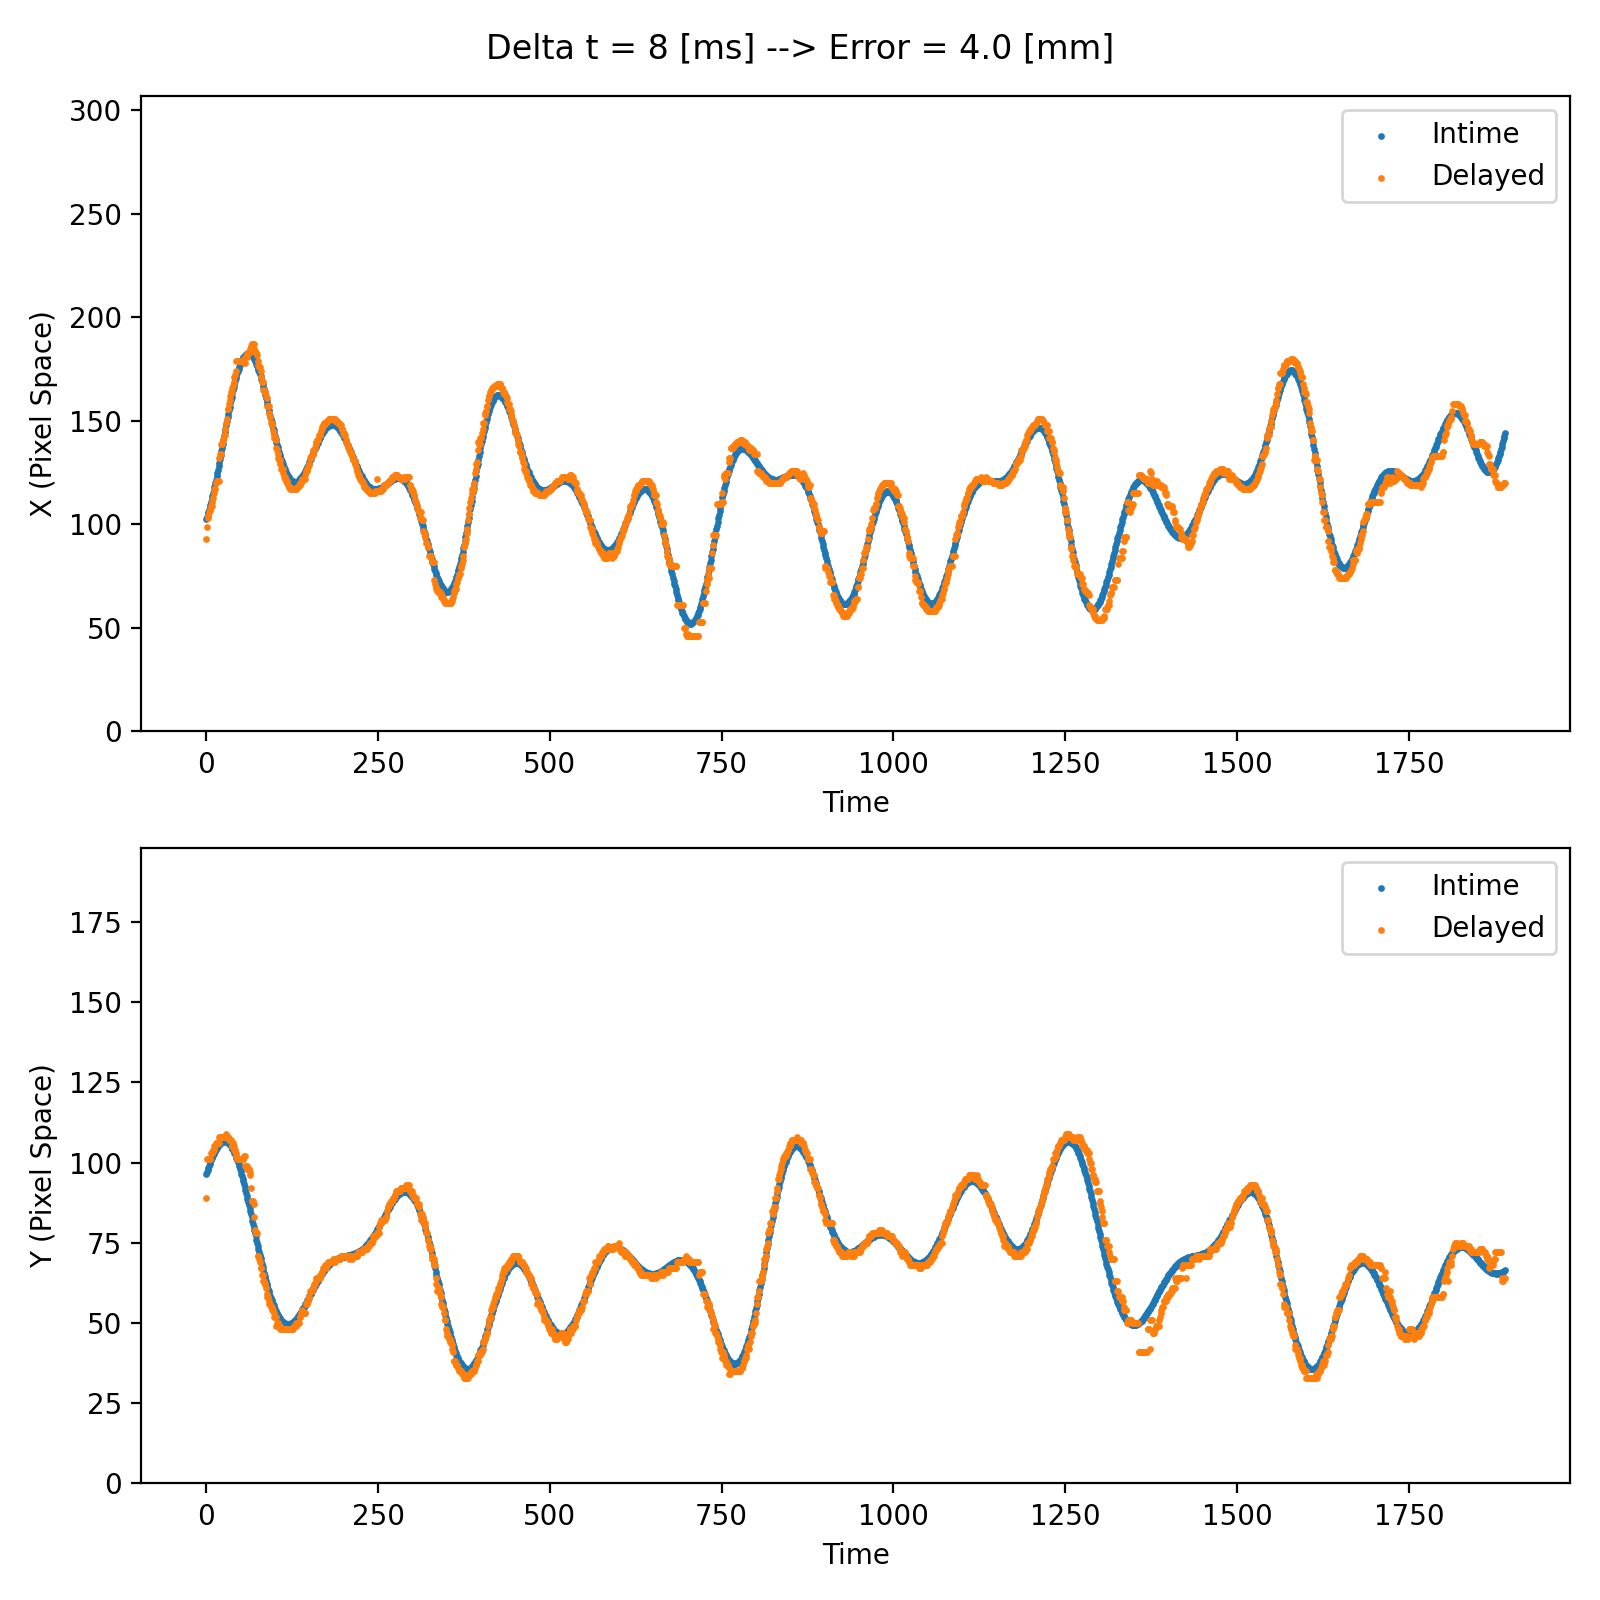 Delta t = 8 [ms] --> Error = 4.0 [mm]
300
250
200
150
100
50
0
X (Pixel Space)
Intime
Delayed
0 250 500 750 1000 1250 1500 1750
Time
175
150
125
100
75
50
25
0
Y (Pixel Space)
Intime
Delayed
0 250 500 750 1000 1250 1500 1750
Time